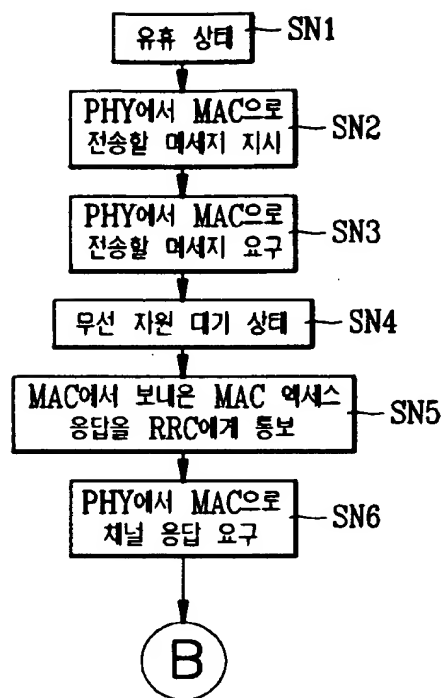 유휴 상태
SN1
PHY에서 MAC으로
전송할 메세지 지시
SN2
PHY에서 MAC으로
전송할 메세지 요구
SN3
무선 자원 대기 상태
SN4
MAC에서 보내온 MAC 엑세스
응답을 RRC에게 통보
SN5
PHY에서 MAC으로
채널 응답 요구
SN6
B